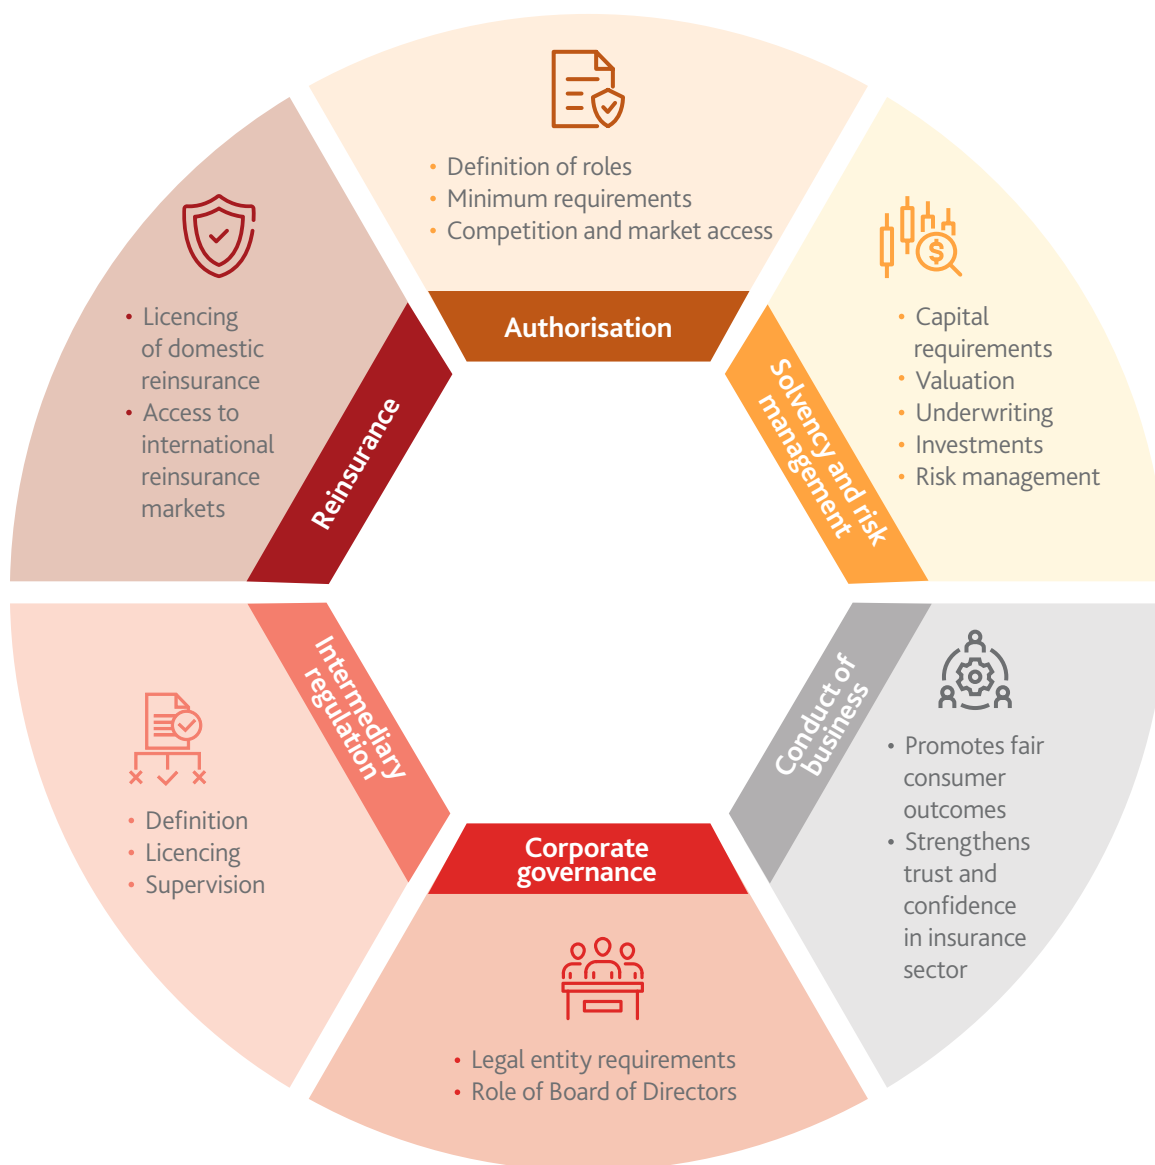 • Definition of roles
• Minimum requirements
• Competition and market access
Authorisation
• Capital
requirements
• Valuation
• Underwriting
• Investments
• Risk management
Solvency and risk
management
• Promotes fair
consumer
outcomes
• Strengthens
trust and
confidence
in insurance
sector
Conduct of
business
Corporate
governance
• Legal entity requirements
• Role of Board of Directors
Intermediary
regulation
• Definition
• Licencing
• Supervision
• Licencing
of domestic
reinsurance
• Access to
international
reinsurance
markets
Reinsurance
$